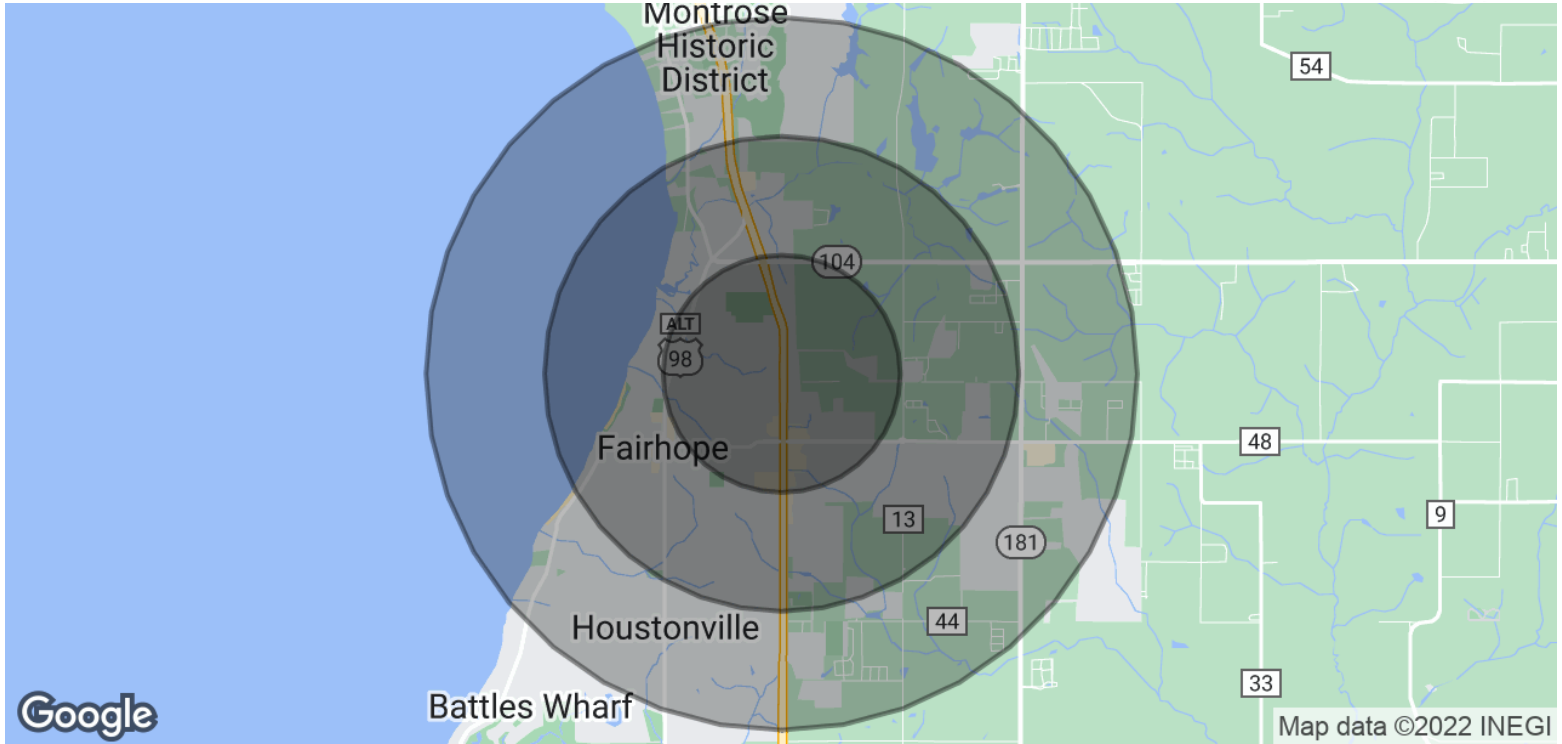 Montrose
Historic
District
54
104
ALT
98
Fairhope
48
13
9
181
Houstonville
44
33
Battles Wharf
Google
Map data ©2022 INEGI